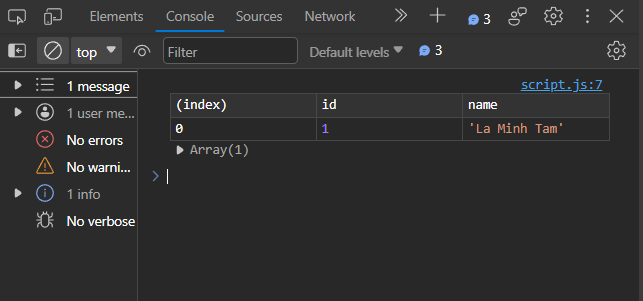 Elements Console Sources Network 3
top Filter Default levels 3
1 message
1 user me...
No errors
No warni...
1 info
No verbose
script.js:7
(index) id name
0 1 'La Minh Tam'
Array(1)